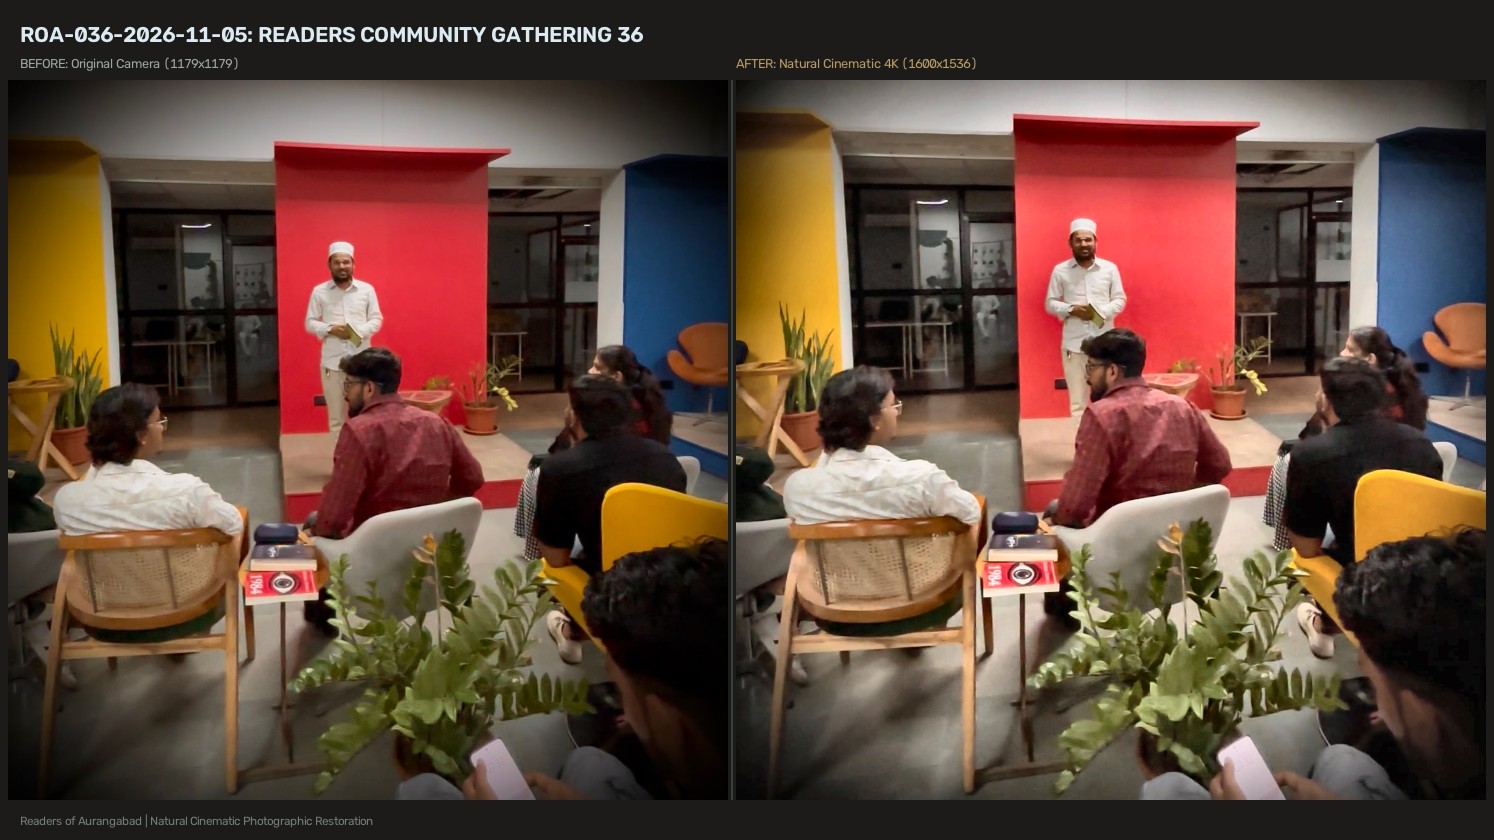 ROA-036-2026-11-05: READERS COMMUNITY GATHERING 36
BEFORE: Original Camera (1179x1179)
AFTER: Natural Cinematic 4K (1600x1536)
1984
1984
Readers of Aurangabad | Natural Cinematic Photographic Restoration